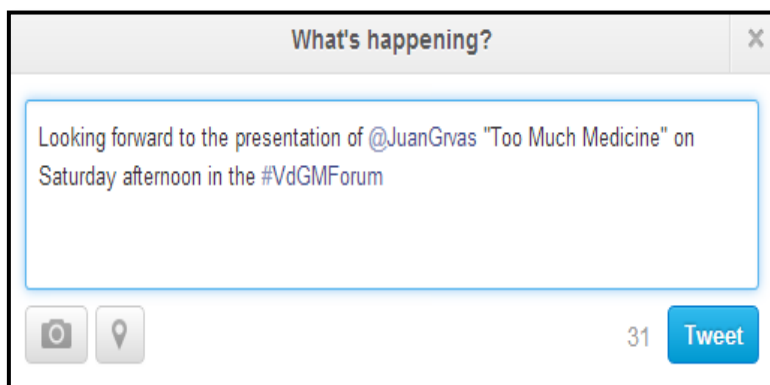 What's happening?
Looking forward to the presentation of @JuanGrvas "Too Much Medicine" on
Saturday afternoon in the #VdGMForum
31 Tweet